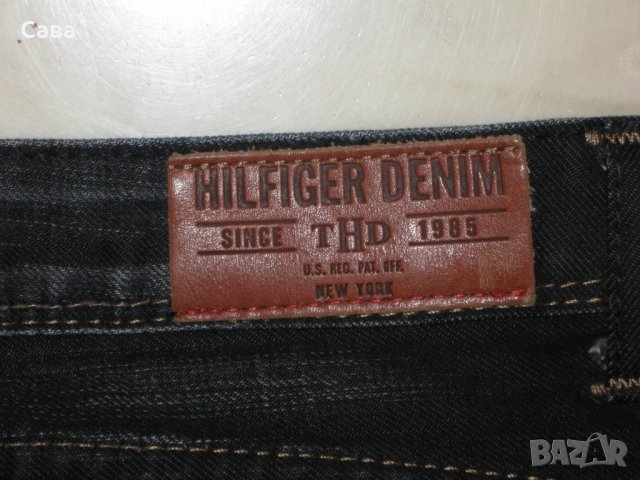 Сава
HILFIGER DENIM
SINCE THD 1985
U.S. REG. PAT. OFF.
NEW YORK
BAZAR